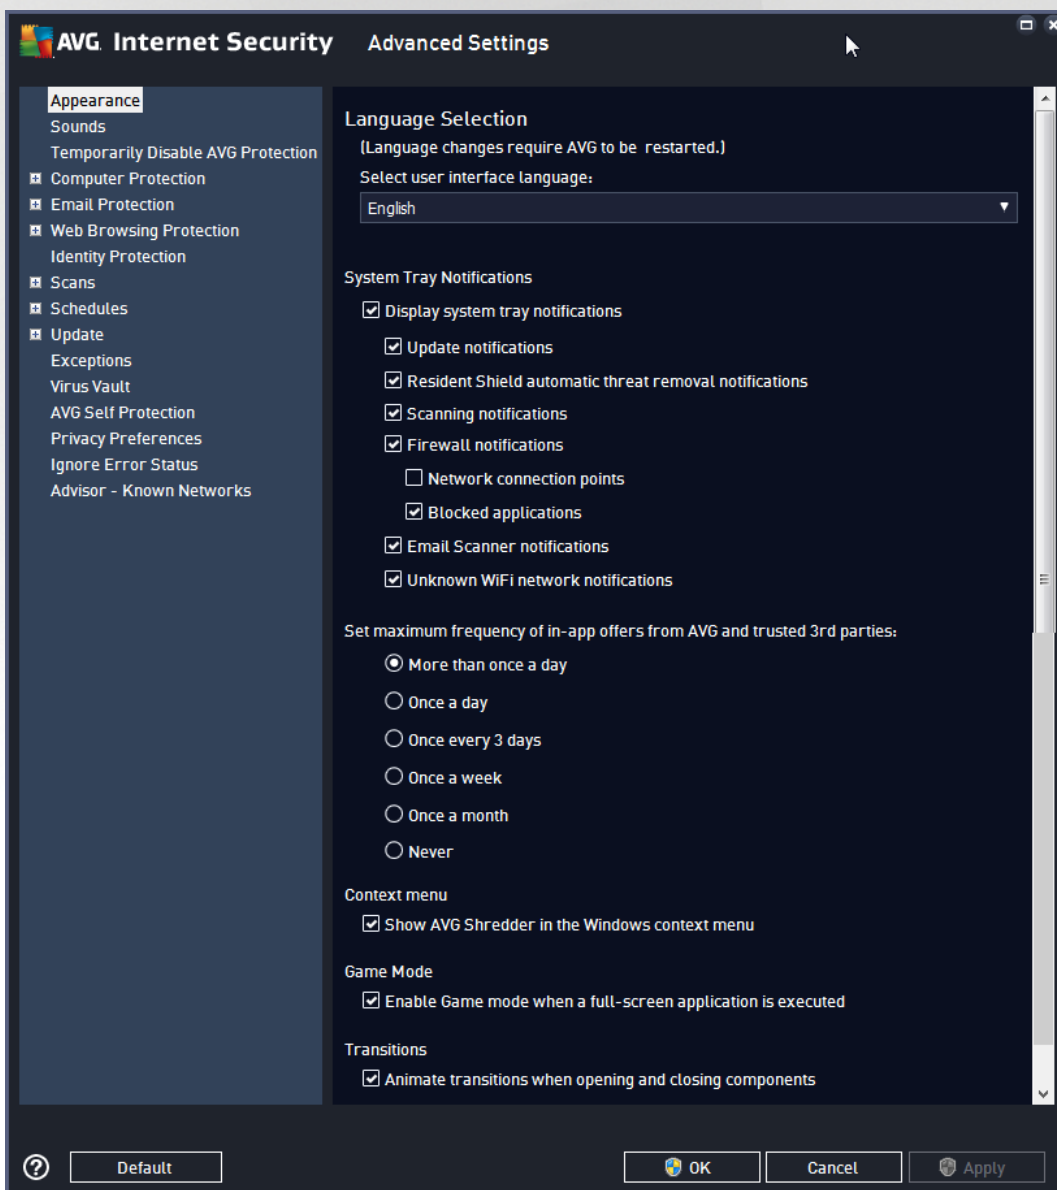 AVG. Internet Security Advanced Settings
Appearance
Sounds
Temporarily Disable AVG Protection
Computer Protection
Email Protection
Web Browsing Protection
Identity Protection
Scans
Schedules
Update
Exceptions
Virus Vault
AVG Self Protection
Privacy Preferences
Ignore Error Status
Advisor - Known Networks
Language Selection
(Language changes require AVG to be restarted.)
Select user interface language:
English
System Tray Notifications
Display system tray notifications
Update notifications
Resident Shield automatic threat removal notifications
Scanning notifications
Firewall notifications
Network connection points
Blocked applications
Email Scanner notifications
Unknown WiFi network notifications
Set maximum frequency of in-app offers from AVG and trusted 3rd parties:
More than once a day
Once a day
Once every 3 days
Once a week
Once a month
Never
Context menu
Show AVG Shredder in the Windows context menu
Game Mode
Enable Game mode when a full-screen application is executed
Transitions
Animate transitions when opening and closing components
? Default OK Cancel Apply